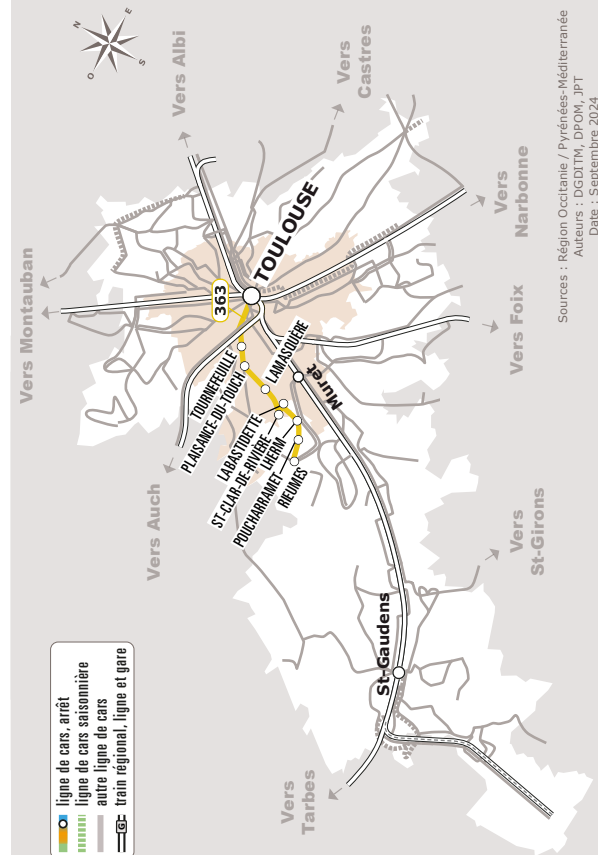 N
E
S
O
Vers Albi
Vers
Castres
Vers Montauban
TOULOUSE
363
Vers
Narbonne
Vers Foix
Vers Auch
TOURNEFEUILLE
PLAISANCE-DU-TOUCH
LAMASQUÈRE
LABASTIDETTE
ST-CLAR-DE-RIVIÈRE
LHERM
POUCHARRAMET
RIEUMES
Muret
Vers
St-Girons
St-Gaudens
Vers
Tarbes
ligne de cars, arrêt
ligne de cars saisonnière
autre ligne de cars
G
train régional, ligne et gare
Sources : Région Occitanie / Pyrénées-Méditerranée
Auteurs : DGDITM, DPOM, JPT
Date : Septembre 2024